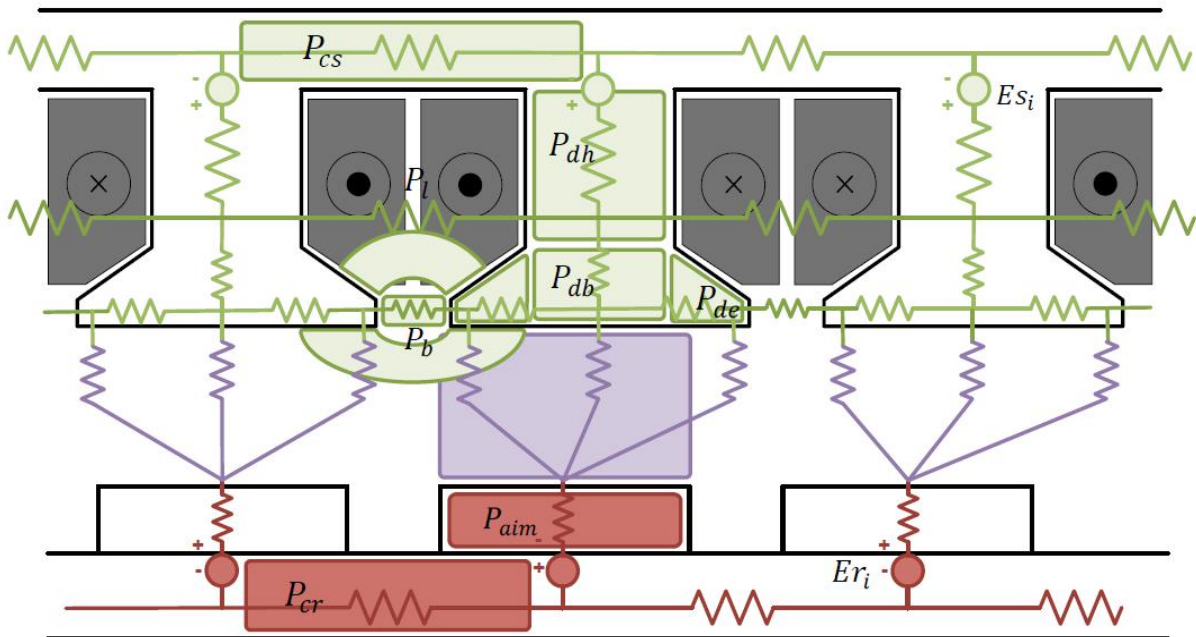 P_cs
- - -
+ + +
Es_i
P_dh
P_l
P_db
P_de
P_b
P_aim
+ - +
- + -
Er_i
P_cr